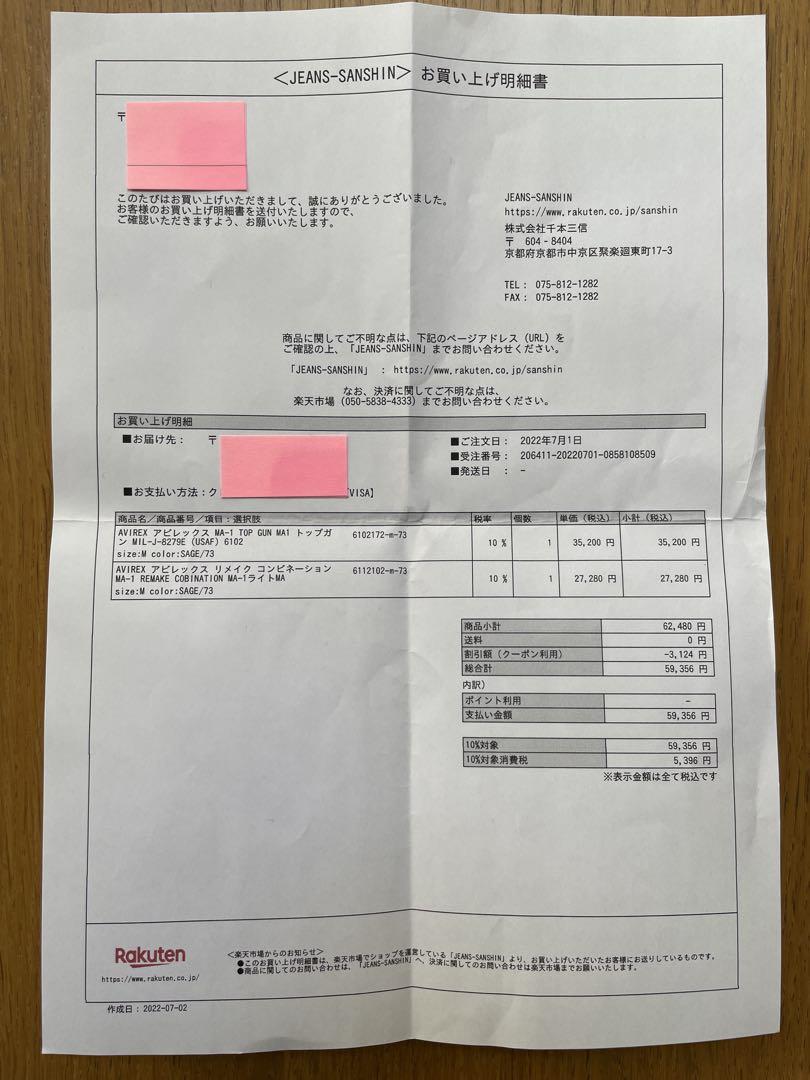 <JEANS-SANSHIN> お買い上げ明細書
〒
このたびはお買い上げいただきまして、誠にありがとうございました。
お客様のお買い上げ明細書を送付いたしますので、
ご確認いただきますよう、お願いいたします。
JEANS-SANSHIN
https://www.rakuten.co.jp/sanshin
株式会社千本三信
〒 604-8404
京都府京都市中京区聚楽廻東町17-3
TEL : 075-812-1282
FAX : 075-812-1282
商品に関してご不明な点は、下記のページアドレス（URL）を
ご確認の上、「JEANS-SANSHIN」までお問い合わせください。
「JEANS-SANSHIN」 : https://www.rakuten.co.jp/sanshin
なお、決済に関してご不明な点は、
楽天市場（050-5838-4333）までお問い合わせください。
お買い上げ明細
■お届け先： 〒
■ご注文日： 2022年7月1日
■受注番号： 206411-20220701-0858108509
■発送日 ： -
■お支払い方法：ク VISA】
商品名／商品番号／項目：選択肢 税率 個数 単価（税込） 小計（税込）
AVIREX アビレックス MA-1 TOP GUN MA1 トップガ 6102172-m-73
ン MIL-J-8279E (USAF) 6102 10 % 1 35,200 円 35,200 円
size:M color:SAGE/73
AVIREX アビレックス リメイク コンビネーション 6112102-m-73
MA-1 REMAKE COBINATION MA-1ライトMA 10 % 1 27,280 円 27,280 円
size:M color:SAGE/73
商品小計 62,480 円
送料 0 円
割引額（クーポン利用） -3,124 円
総合計 59,356 円
内訳）
ポイント利用 -
支払い金額 59,356 円
10%対象 59,356 円
10%対象消費税 5,396 円
※表示金額は全て税込です
Rakuten
https://www.rakuten.co.jp/
<楽天市場からのお知らせ>
●このお買い上げ明細書は、楽天市場でショップを運営している「JEANS-SANSHIN」より、お買い上げいただいたお客様にお送りしているものです。
●商品に関してのお問い合わせは、「JEANS-SANSHIN」へ、決済に関してのお問い合せは楽天市場までお願いいたします。
作成日：2022-07-02